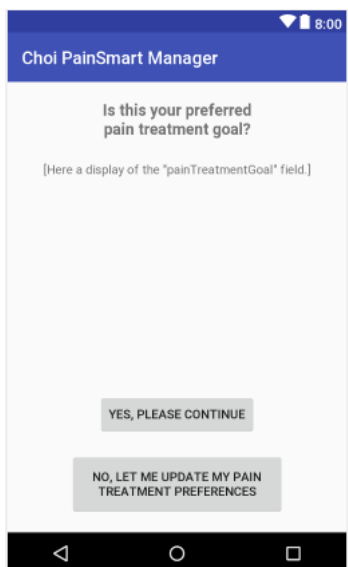 8:00
Choi PainSmart Manager
Is this your preferred
pain treatment goal?
[Here a display of the "painTreatmentGoal" field.]
YES, PLEASE CONTINUE
NO, LET ME UPDATE MY PAIN
TREATMENT PREFERENCES